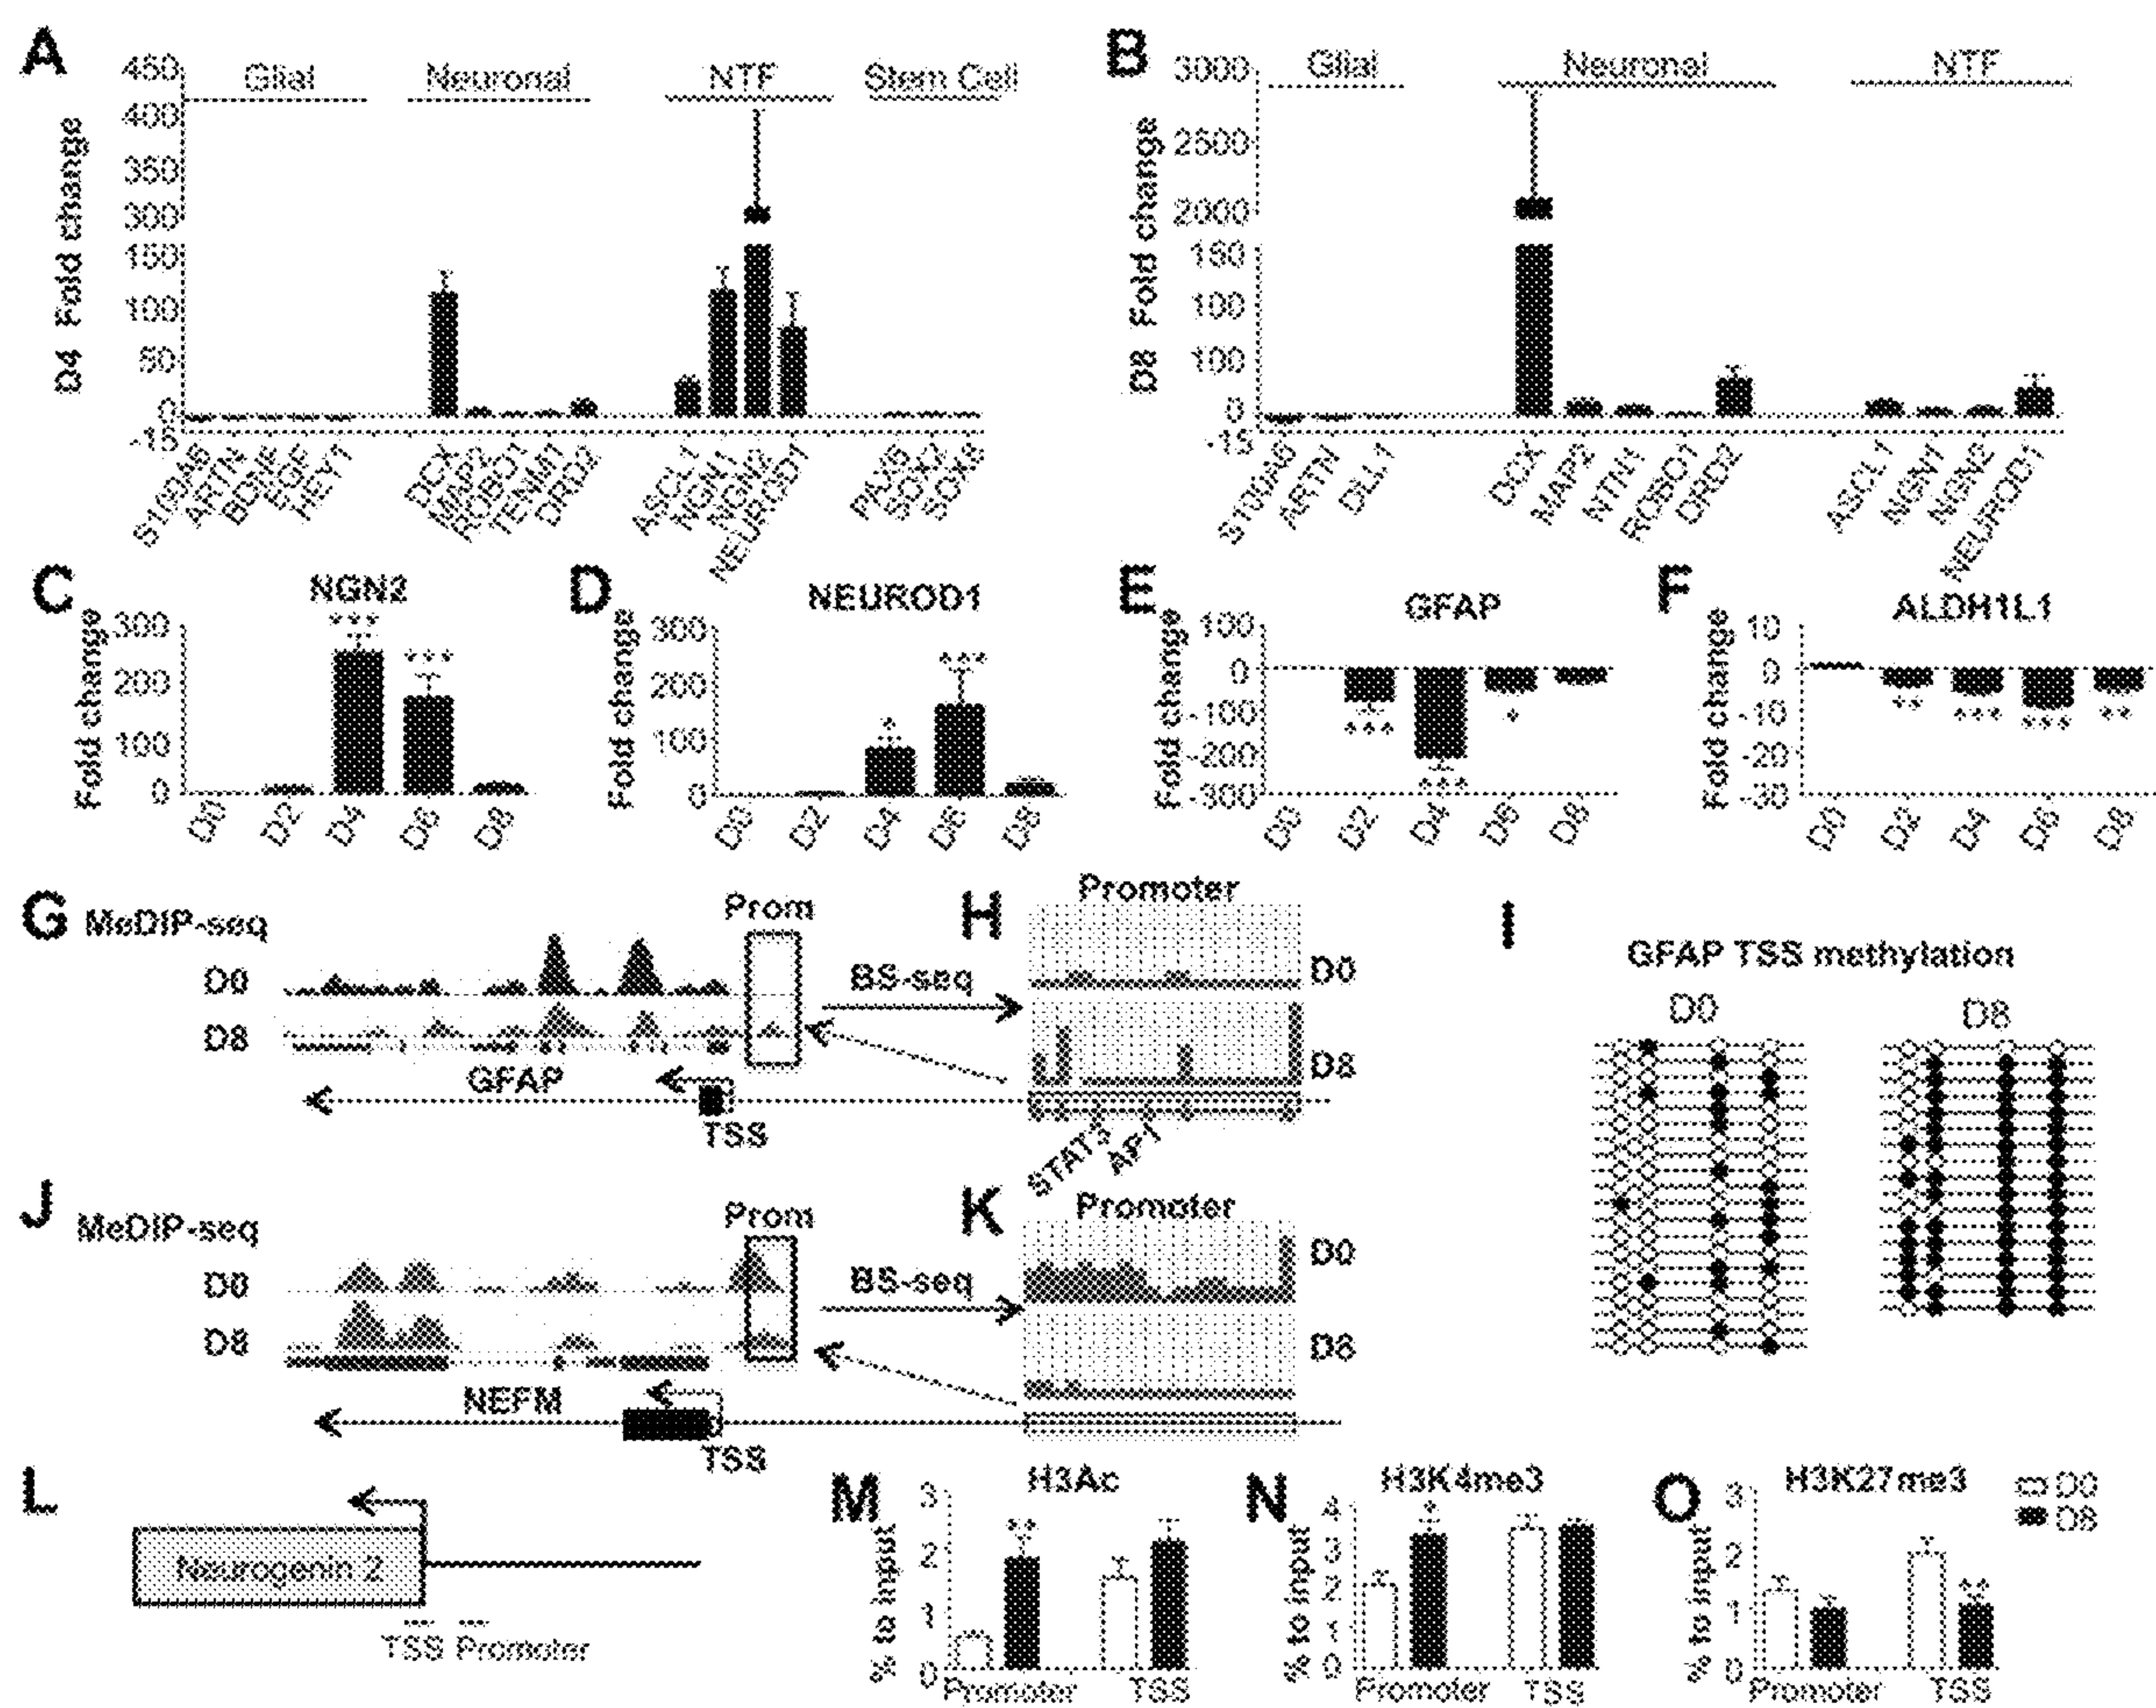 A
Glial
Neuronal
NTF
Stem Cell
450
400
350
300
150
100
50
0
-15
D4 Fold change
ARTN
BDNF
EGF
HEY1
DCX
MAP2
ROBO1
TENM1
DRD2
ASCL1
NGN1
NGN2
NEUROD1
PAX6
SOX2
B
Glial
Neuronal
NTF
3000
2500
2000
150
100
100
0
-15
D8 Fold change
ARTN
DLL1
DCX
MAP2
NTN1
ROBO1
DRD2
ASCL1
NGN1
NGN2
NEUROD1
C
NGN2
***
***
Fold change
300
200
100
0
D0
D2
D4
D6
D8
D
NEUROD1
*
***
Fold change
300
200
100
0
D0
D2
D4
D6
D8
E
GFAP
Fold change
100
0
-100
-200
-300
***
***
*
D0
D2
D4
D6
D8
F
ALDH1L1
Fold change
10
0
-10
-20
-30
**
***
***
**
D0
D2
D4
D6
D8
G
MeDIP-seq
Prom
D0
D8
BS-seq
GFAP
TSS
H
Promoter
D0
D8
STAT3
AP1
I
GFAP TSS methylation
D0
D8
J
MeDIP-seq
Prom
D0
D8
BS-seq
NEFM
TSS
K
Promoter
D0
D8
L
Neurogenin 2
TSS Promoter
M
H3Ac
% to input
3
2
1
0
**
Promoter
TSS
N
H3K4me3
% to input
4
3
2
1
0
*
Promoter
TSS
O
H3K27me3
% to input
3
2
1
0
**
Promoter
TSS
D0
D8